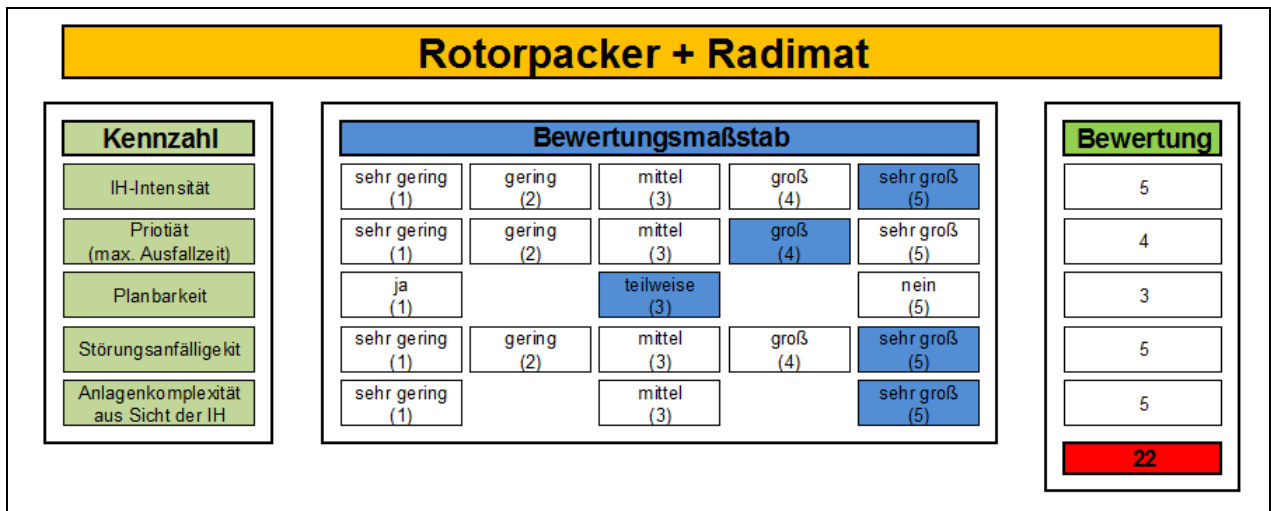 Rotorpacker + Radimat
Kennzahl
Bewertungsmaßstab
Bewertung
IH-Intensität
sehr gering
(1)
gering
(2)
mittel
(3)
groß
(4)
sehr groß
(5)
5
Priotiät
(max. Ausfallzeit)
sehr gering
(1)
gering
(2)
mittel
(3)
groß
(4)
sehr groß
(5)
4
Planbarkeit
ja
(1)
teilweise
(3)
nein
(5)
3
Störungsanfälligekit
sehr gering
(1)
gering
(2)
mittel
(3)
groß
(4)
sehr groß
(5)
5
Anlagenkomplexität
aus Sicht der IH
sehr gering
(1)
mittel
(3)
sehr groß
(5)
5
22